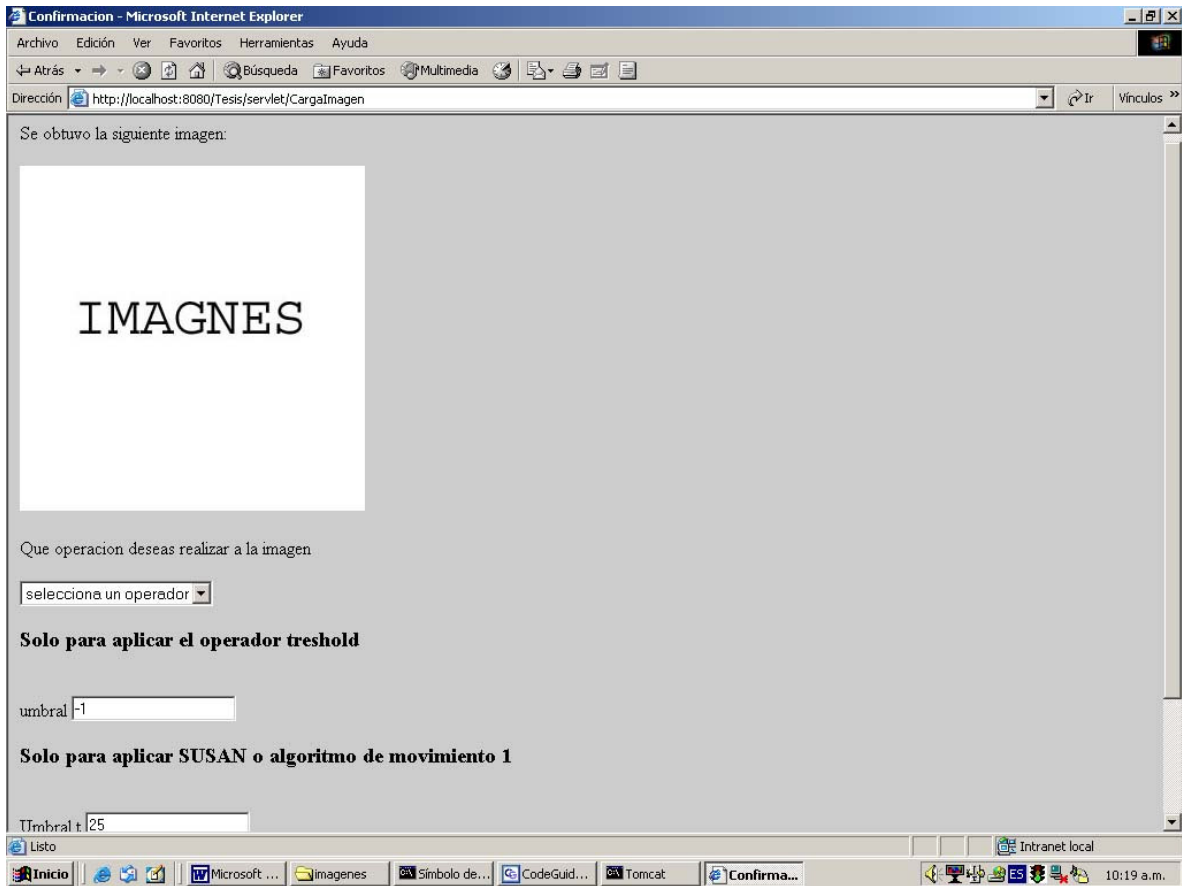 Confirmacion - Microsoft Internet Explorer
Archivo Edición Ver Favoritos Herramientas Ayuda
Atrás Búsqueda Favoritos Multimedia
Dirección http://localhost:8080/Tesis/servlet/CargaImagen Ir Vínculos »
Se obtuvo la siguiente imagen:
IMAGNES
Que operacion deseas realizar a la imagen
selecciona un operador
Solo para aplicar el operador treshold
umbral -1
Solo para aplicar SUSAN o algoritmo de movimiento 1
Umbral t 25
Listo Intranet local
Inicio Microsoft ... imagenes Símbolo de... CodeGuid... Tomcat Confirma... ES 10:19 a.m.